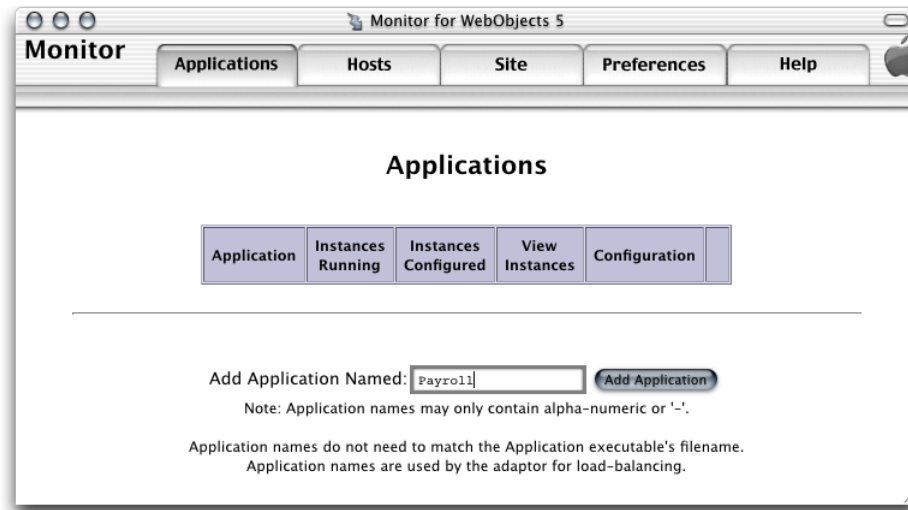 Monitor for WebObjects 5
Monitor
Applications Hosts Site Preferences Help
Applications
Application Instances Running Instances Configured View Instances Configuration
Add Application Named: Payroll Add Application
Note: Application names may only contain alpha-numeric or '-'.
Application names do not need to match the Application executable's filename.
Application names are used by the adaptor for load-balancing.